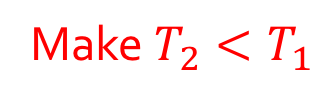 Make T₂ < T₁